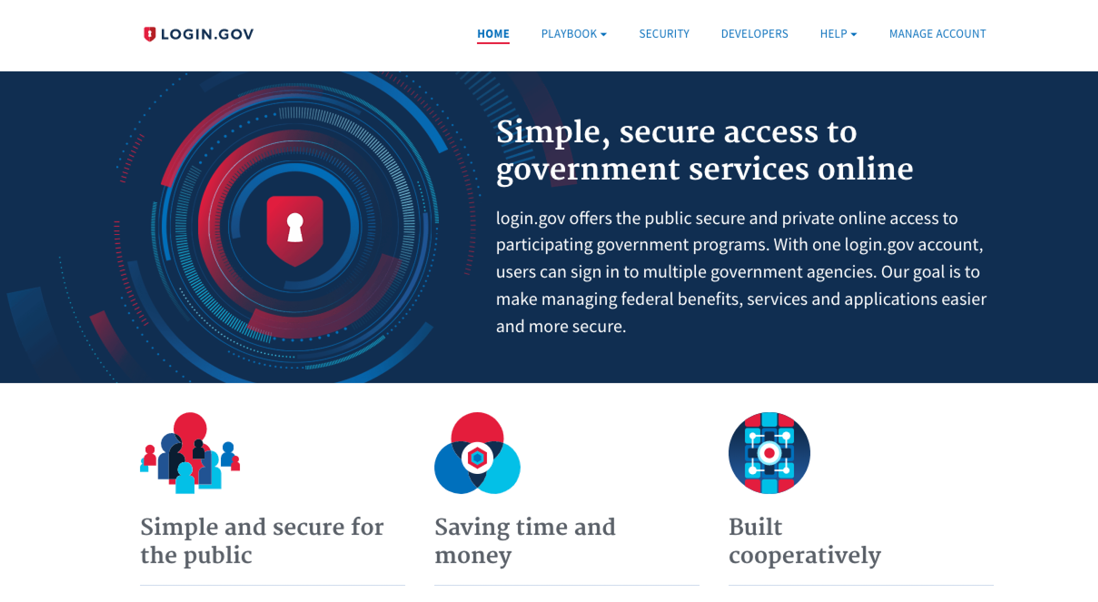 LOGIN.GOV
HOME PLAYBOOK SECURITY DEVELOPERS HELP MANAGE ACCOUNT
Simple, secure access to
government services online
login.gov offers the public secure and private online access to
participating government programs. With one login.gov account,
users can sign in to multiple government agencies. Our goal is to
make managing federal benefits, services and applications easier
and more secure.
Simple and secure for
the public
Saving time and
money
Built
cooperatively